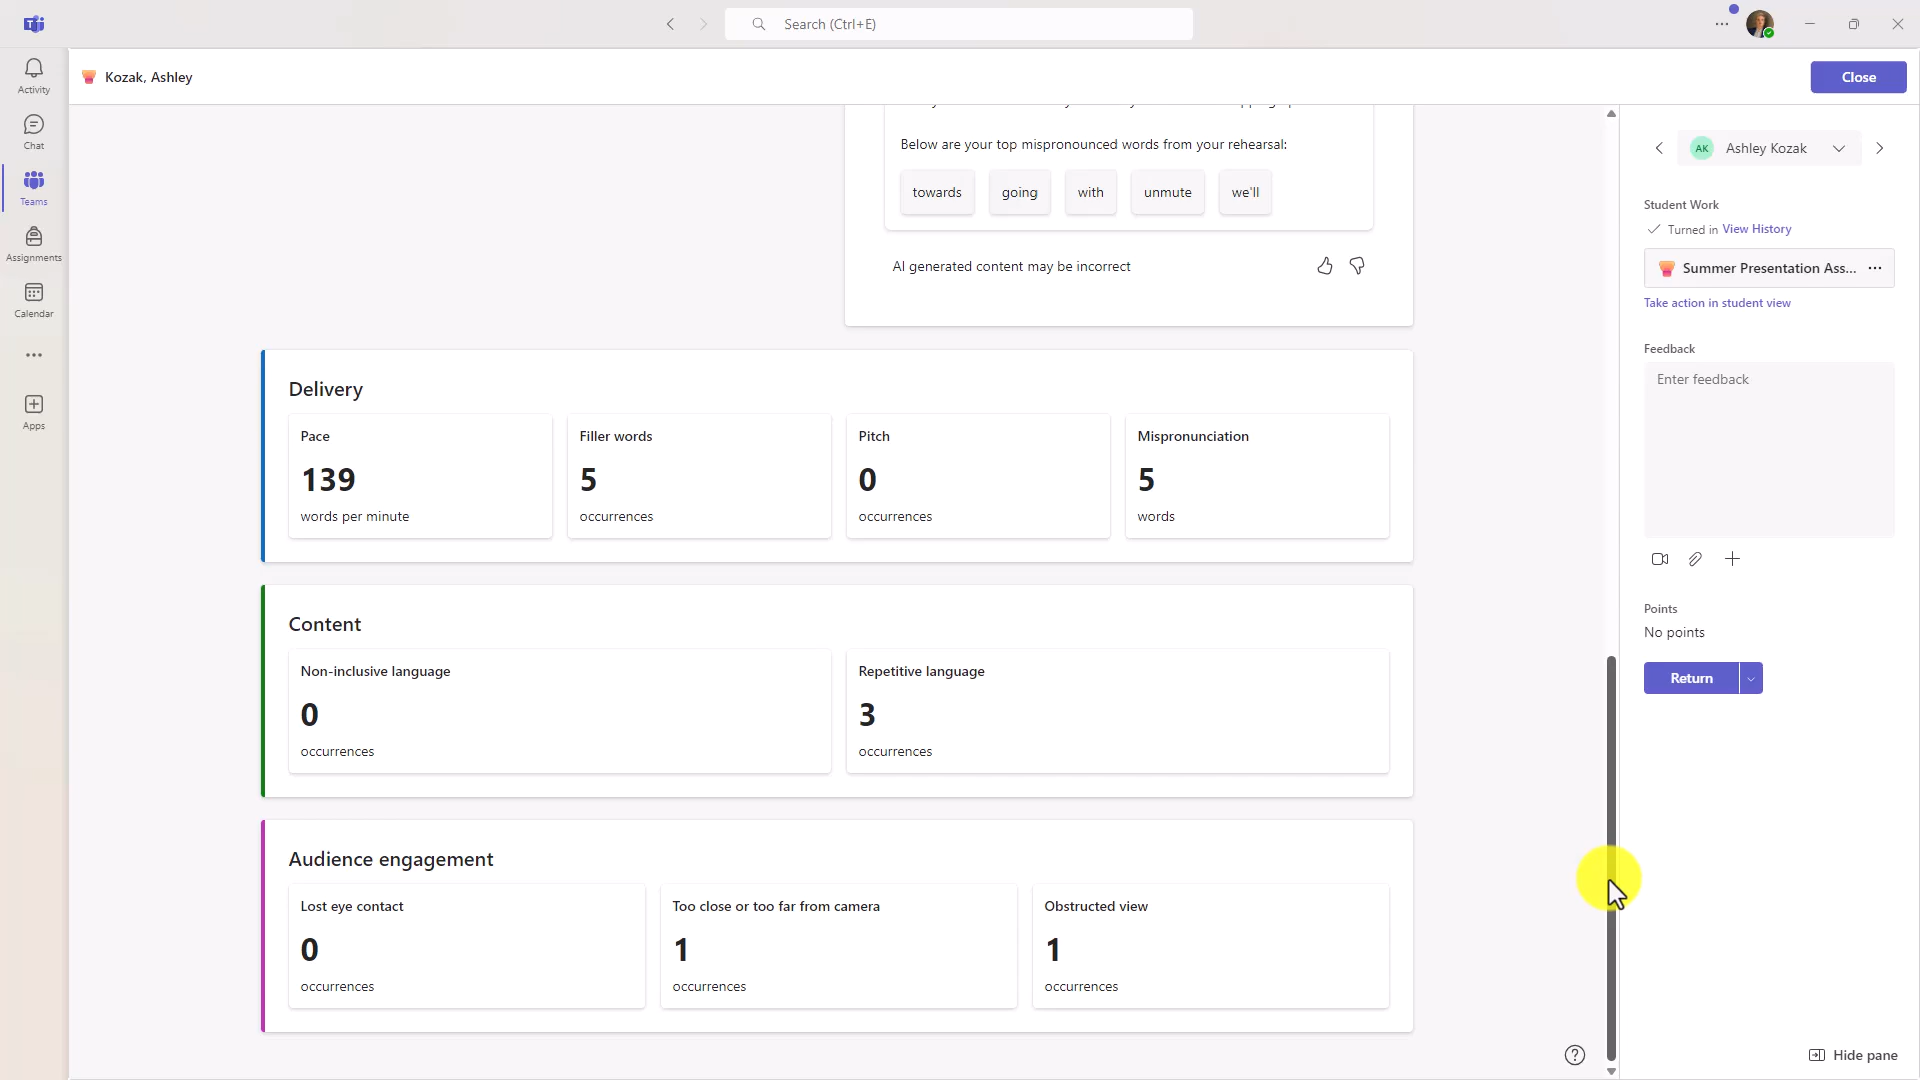 Search (Ctrl+E)
Activity
Chat
Teams
Assignments
Calendar
Apps
Kozak, Ashley
Close
Below are your top mispronounced words from your rehearsal:
towards going with unmute we'll
AI generated content may be incorrect
Delivery
Pace
139
words per minute
Filler words
5
occurrences
Pitch
0
occurrences
Mispronunciation
5
words
Content
Non-inclusive language
0
occurrences
Repetitive language
3
occurrences
Audience engagement
Lost eye contact
0
occurrences
Too close or too far from camera
1
occurrences
Obstructed view
1
occurrences
AK Ashley Kozak
Student Work
Turned in View History
Summer Presentation Ass...
Take action in student view
Feedback
Enter feedback
Points
No points
Return
Hide pane